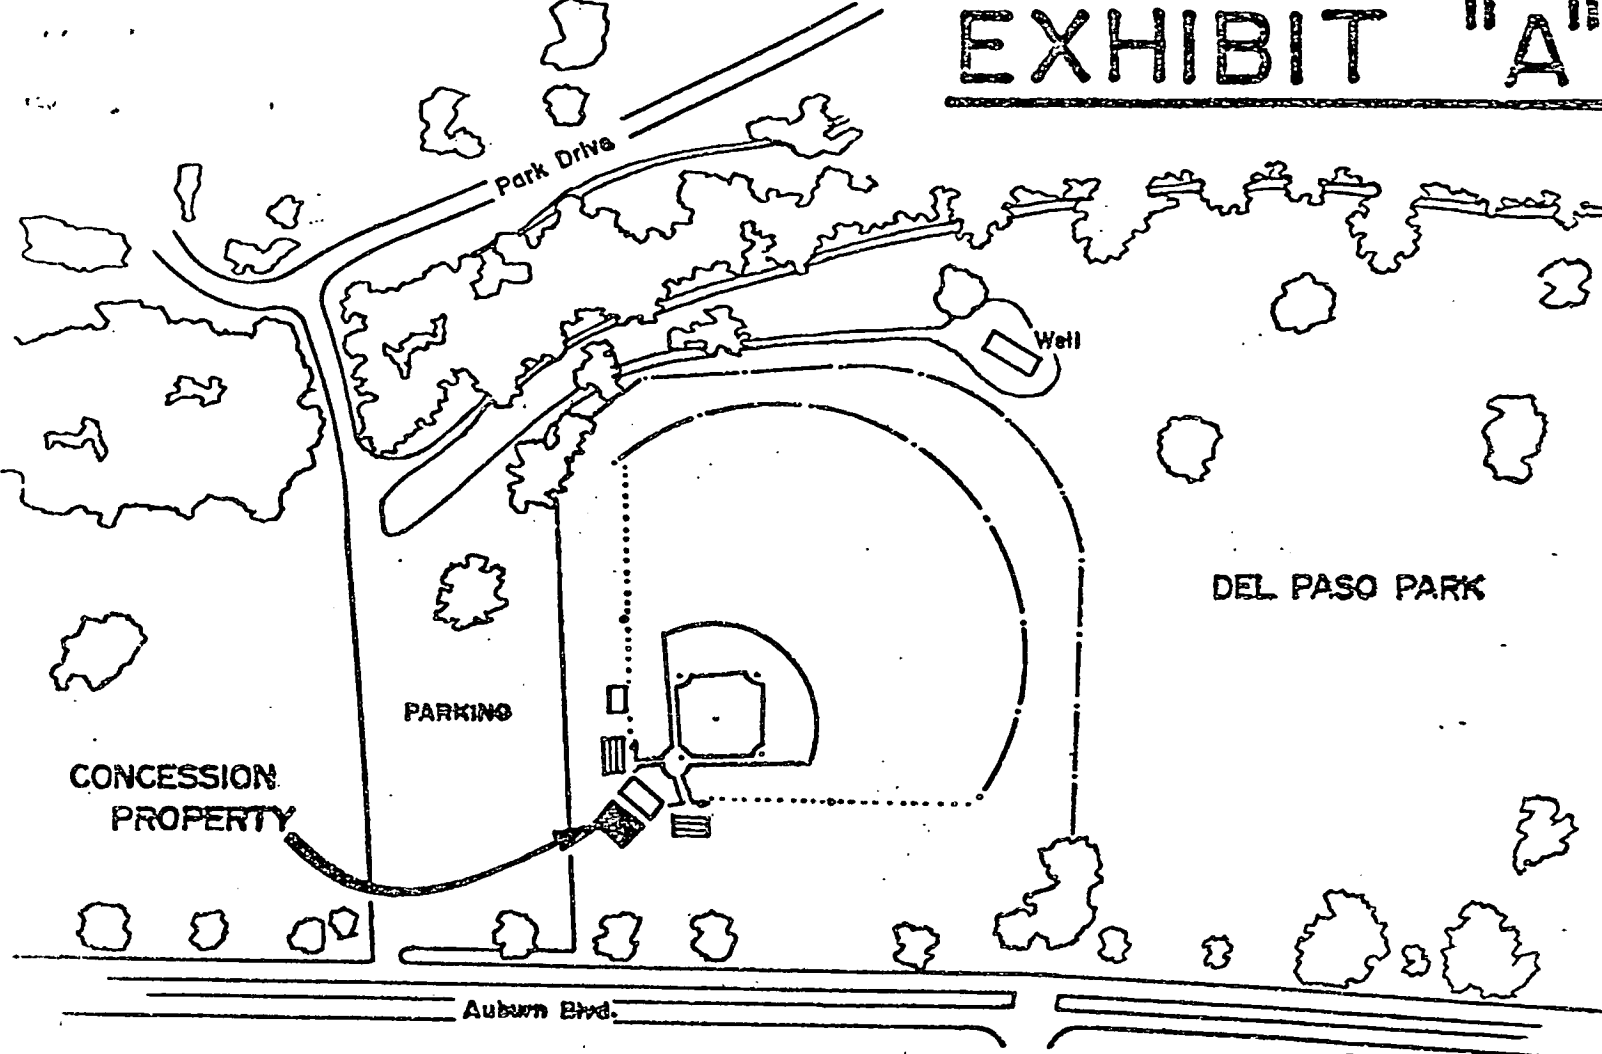 EXHIBIT "A"
Park Drive
Well
DEL PASO PARK
PARKING
CONCESSION
PROPERTY
Auburn Blvd.